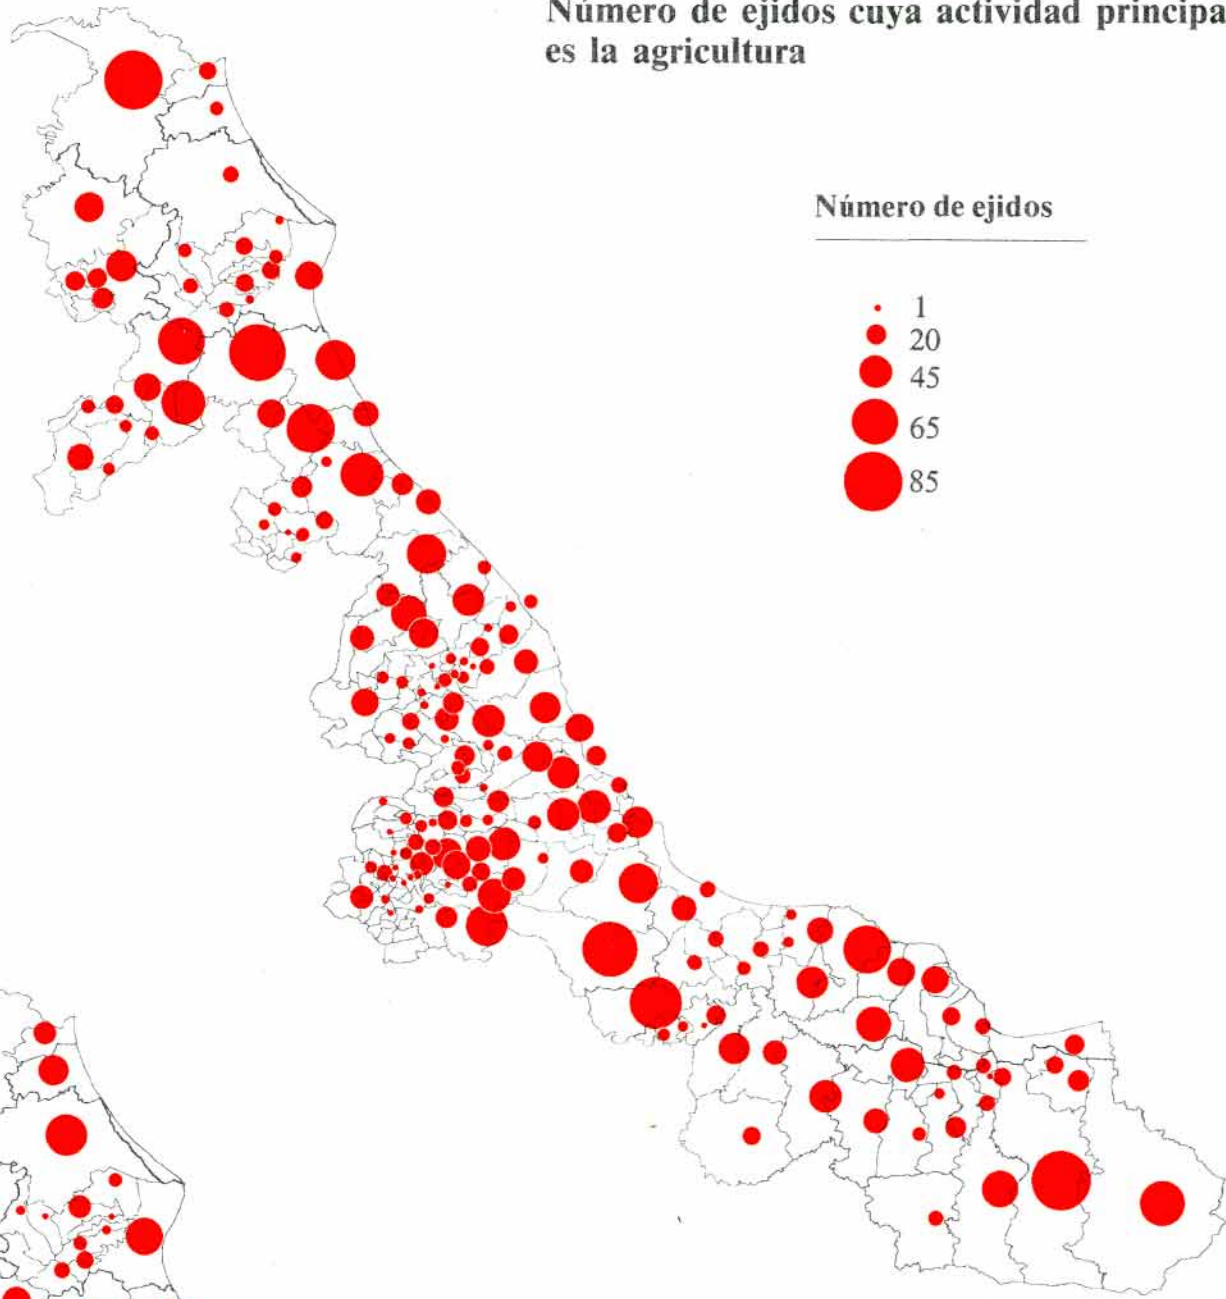 Número de ejidos cuya actividad principa
es la agricultura
Número de ejidos
1
20
45
65
85